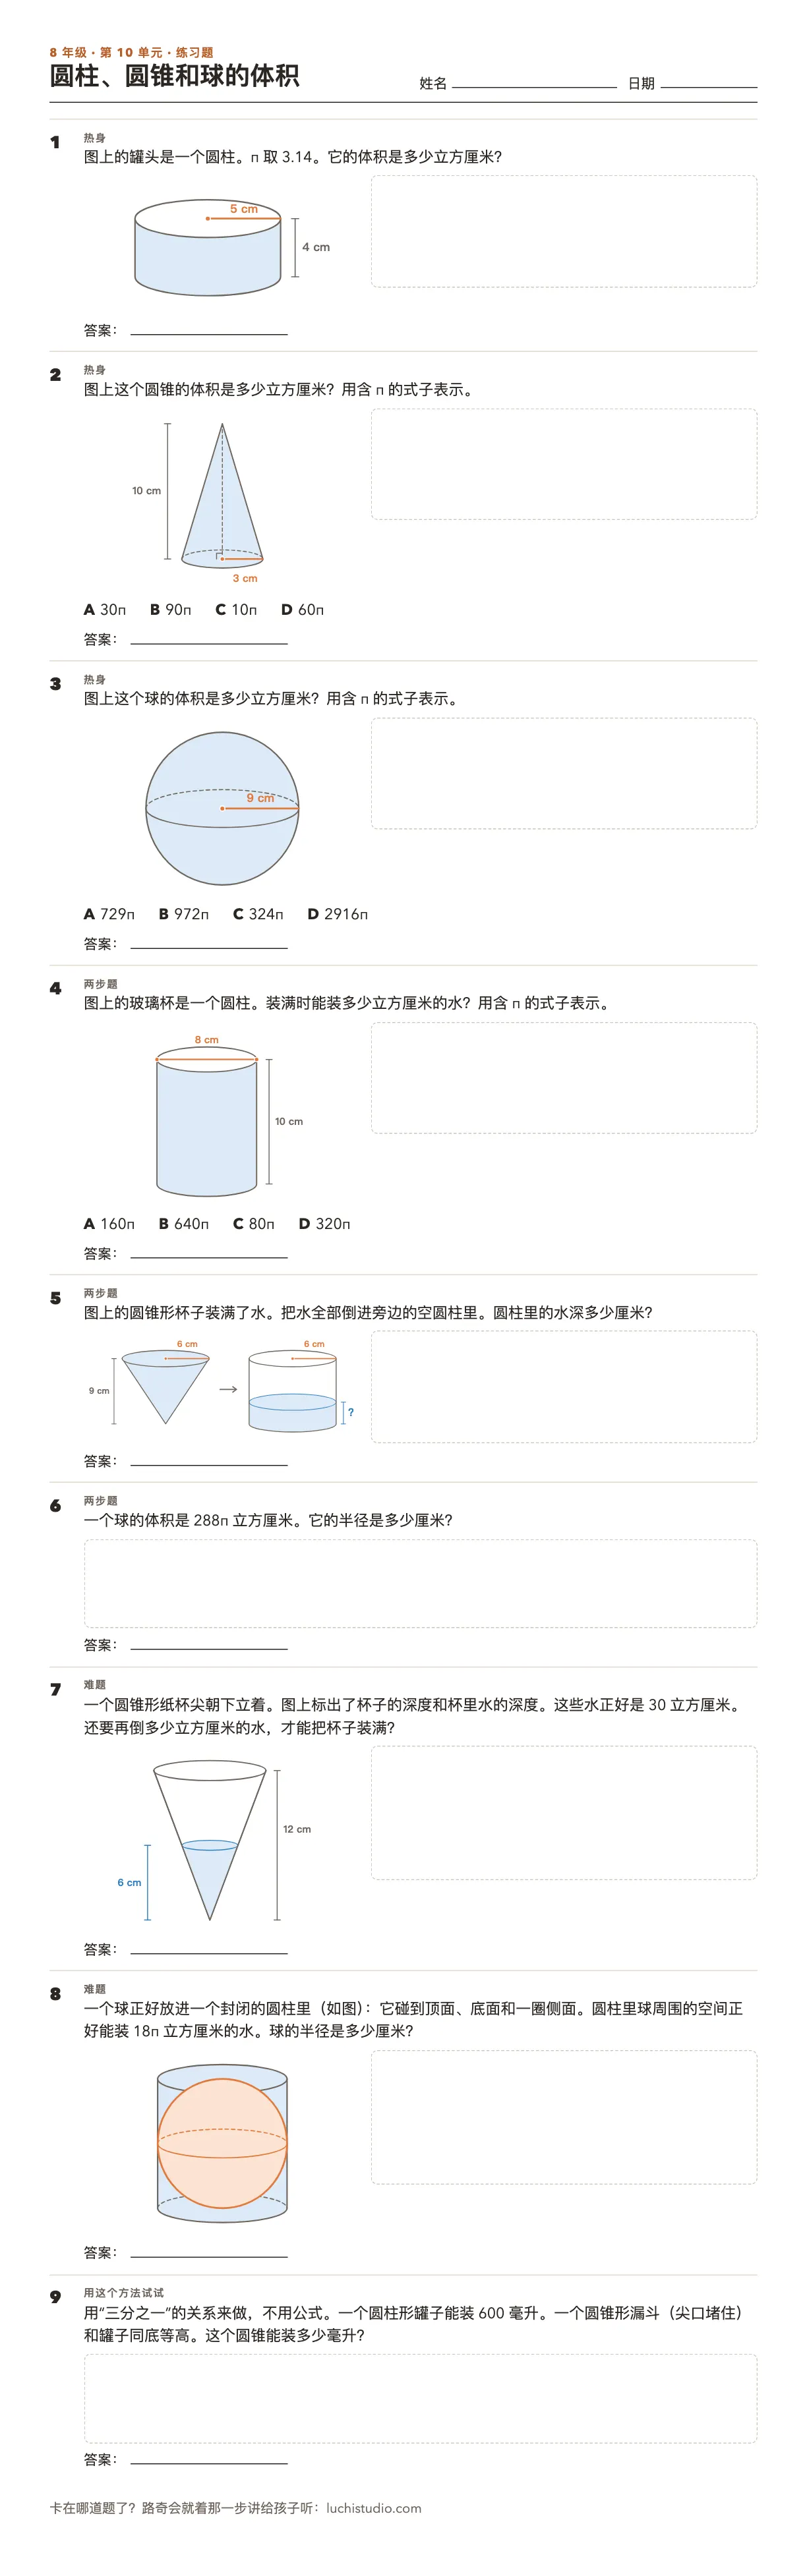 8 年级 · 第 10 单元 · 练习题
圆柱、圆锥和球的体积
姓名 日期
1
热身
图上的罐头是一个圆柱。π 取 3.14。它的体积是多少立方厘米？
5 cm
4 cm
答案：
2
热身
图上这个圆锥的体积是多少立方厘米？用含 π 的式子表示。
10 cm
3 cm
A 30π B 90π C 10π D 60π
答案：
3
热身
图上这个球的体积是多少立方厘米？用含 π 的式子表示。
9 cm
A 729π B 972π C 324π D 2916π
答案：
4
两步题
图上的玻璃杯是一个圆柱。装满时能装多少立方厘米的水？用含 π 的式子表示。
8 cm
10 cm
A 160π B 640π C 80π D 320π
答案：
5
两步题
图上的圆锥形杯子装满了水。把水全部倒进旁边的空圆柱里。圆柱里的水深多少厘米？
6 cm 6 cm
9 cm
?
答案：
6
两步题
一个球的体积是 288π 立方厘米。它的半径是多少厘米？
答案：
7
难题
一个圆锥形纸杯尖朝下立着。图上标出了杯子的深度和杯里水的深度。这些水正好是 30 立方厘米。
还要再倒多少立方厘米的水，才能把杯子装满？
12 cm
6 cm
答案：
8
难题
一个球正好放进一个封闭的圆柱里（如图）：它碰到顶面、底面和一圈侧面。圆柱里球周围的空间正
好能装 18π 立方厘米的水。球的半径是多少厘米？
答案：
9
用这个方法试试
用“三分之一”的关系来做，不用公式。一个圆柱形罐子能装 600 毫升。一个圆锥形漏斗（尖口堵住）
和罐子同底等高。这个圆锥能装多少毫升？
答案：
卡在哪道题了？路奇会就着那一步讲给孩子听：luchistudio.com